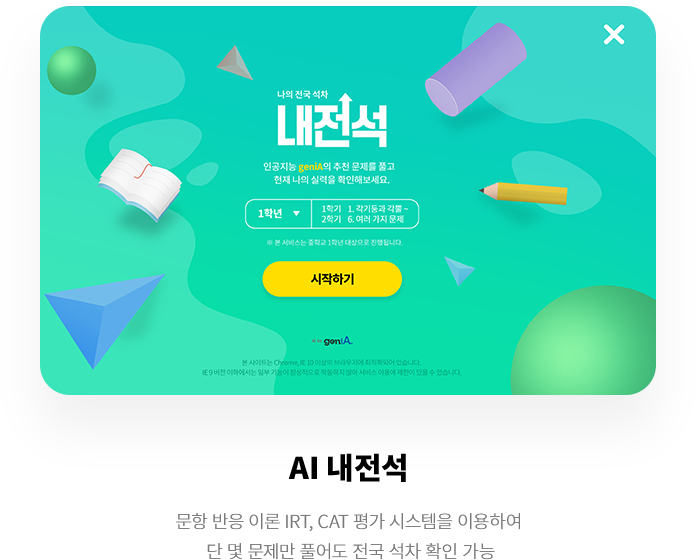 나의 전국 석차
내전석
인공지능 genIA의 추천 문제를 풀고
현재 나의 실력을 확인해보세요.
1학년 1학기 1. 각기둥과 각뿔 ~
2학기 6. 여러 가지 문제
※ 본 서비스는 중학교 1학년 대상으로 진행됩니다.
시작하기
genIA
본 사이트는 Chrome, IE 10 이상의 브라우저에 최적화되어 있습니다.
IE 9 버전 이하에서는 일부 기능이 정상적으로 작동하지 않아 서비스 이용에 제한이 있을 수 있습니다.
AI 내전석
문항 반응 이론 IRT, CAT 평가 시스템을 이용하여
단 몇 문제만 풀어도 전국 석차 확인 가능